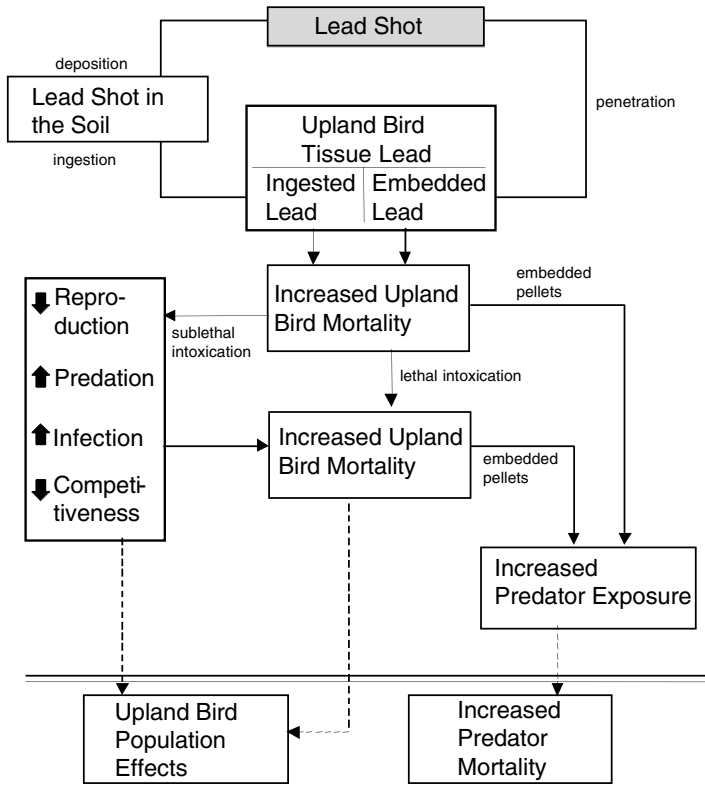 Lead Shot
deposition
Lead Shot in
the Soil
penetration
ingestion
Upland Bird
Tissue Lead
Ingested
Lead
Embedded
Lead
embedded
pellets
Increased Upland
Bird Mortality
sublethal
intoxication
lethal intoxication
Repro-
duction
Predation
Infection
Competi-
tiveness
Increased Upland
Bird Mortality
embedded
pellets
Increased
Predator Exposure
Upland Bird
Population
Effects
Increased
Predator
Mortality